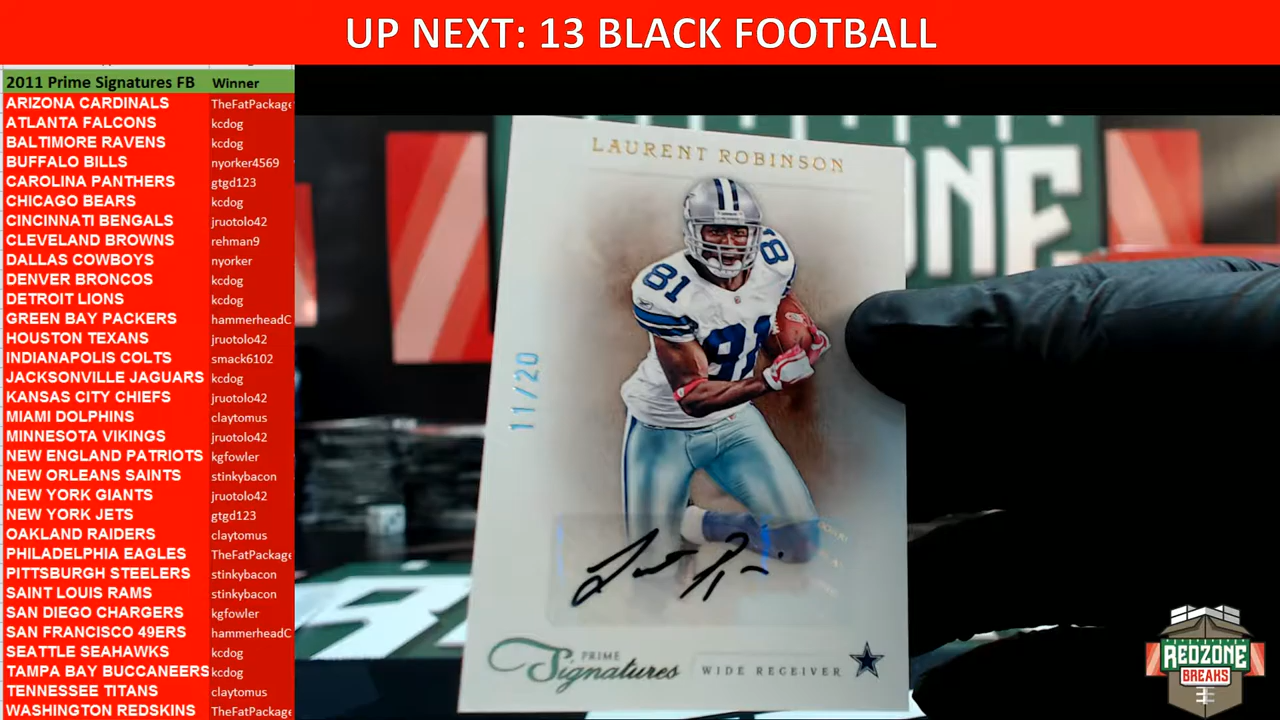 UP NEXT: 13 BLACK FOOTBALL
2011 Prime Signatures FB Winner
ARIZONA CARDINALS TheFatPackage
ATLANTA FALCONS kcdog
BALTIMORE RAVENS kcdog
BUFFALO BILLS nyorker4569
CAROLINA PANTHERS gtgd123
CHICAGO BEARS kcdog
CINCINNATI BENGALS jruotolo42
CLEVELAND BROWNS rehman9
DALLAS COWBOYS nyorker
DENVER BRONCOS kcdog
DETROIT LIONS kcdog
GREEN BAY PACKERS hammerheadC
HOUSTON TEXANS jruotolo42
INDIANAPOLIS COLTS smack6102
JACKSONVILLE JAGUARS kcdog
KANSAS CITY CHIEFS jruotolo42
MIAMI DOLPHINS claytomus
MINNESOTA VIKINGS jruotolo42
NEW ENGLAND PATRIOTS kgfowler
NEW ORLEANS SAINTS stinkybacon
NEW YORK GIANTS jruotolo42
NEW YORK JETS gtgd123
OAKLAND RAIDERS claytomus
PHILADELPHIA EAGLES TheFatPackage
PITTSBURGH STEELERS stinkybacon
SAINT LOUIS RAMS stinkybacon
SAN DIEGO CHARGERS kgfowler
SAN FRANCISCO 49ERS hammerheadC
SEATTLE SEAHAWKS kcdog
TAMPA BAY BUCCANEERS kcdog
TENNESSEE TITANS claytomus
WASHINGTON REDSKINS TheFatPackage
LAURENT ROBINSON
81
81
81
11/20
PRIME
Signatures
WIDE RECEIVER
NE
REDZONE
BREAKS